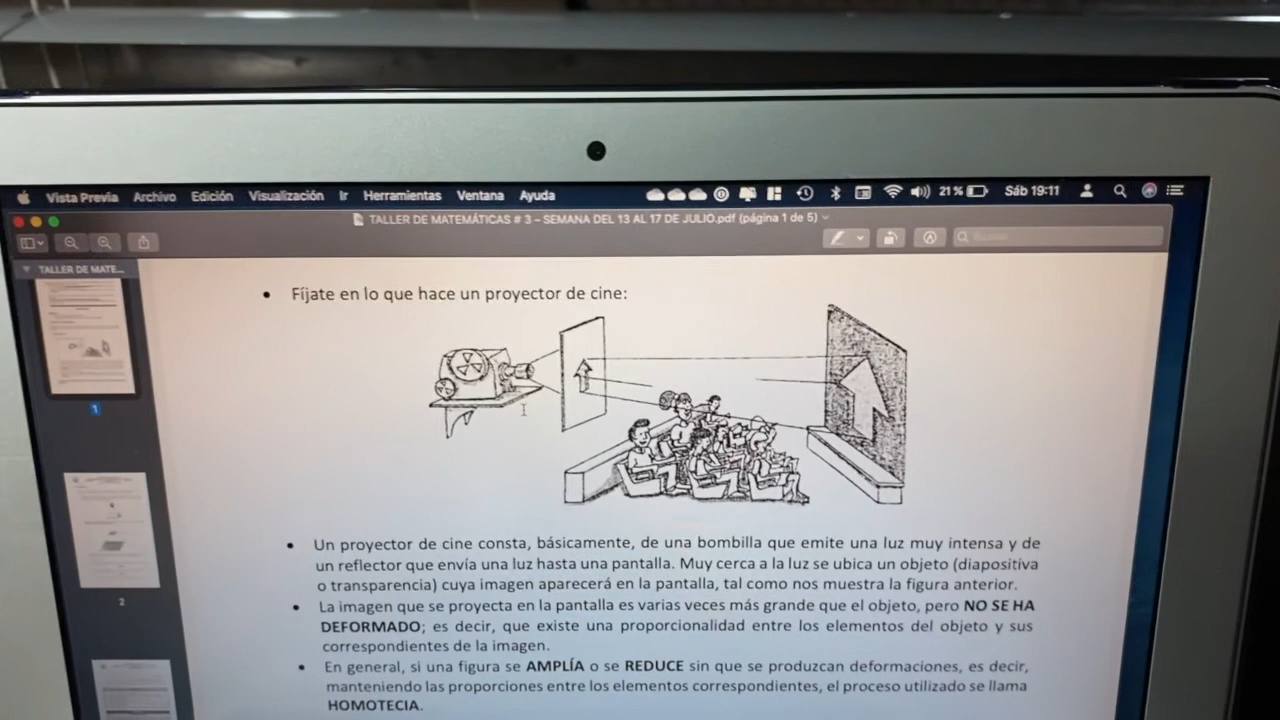 Vista Previa Archivo Edición Visualización Ir Herramientas Ventana Ayuda 21 % Sáb 19:11
TALLER DE MATEMÁTICAS # 3 – SEMANA DEL 13 AL 17 DE JULIO.pdf (página 1 de 5)
TALLER DE MATE...
1
2
• Fíjate en lo que hace un proyector de cine:
• Un proyector de cine consta, básicamente, de una bombilla que emite una luz muy intensa y de
un reflector que envía una luz hasta una pantalla. Muy cerca a la luz se ubica un objeto (diapositiva
o transparencia) cuya imagen aparecerá en la pantalla, tal como nos muestra la figura anterior.
• La imagen que se proyecta en la pantalla es varias veces más grande que el objeto, pero NO SE HA
DEFORMADO; es decir, que existe una proporcionalidad entre los elementos del objeto y sus
correspondientes de la imagen.
• En general, si una figura se AMPLÍA o se REDUCE sin que se produzcan deformaciones, es decir,
manteniendo las proporciones entre los elementos correspondientes, el proceso utilizado se llama
HOMOTECIA.